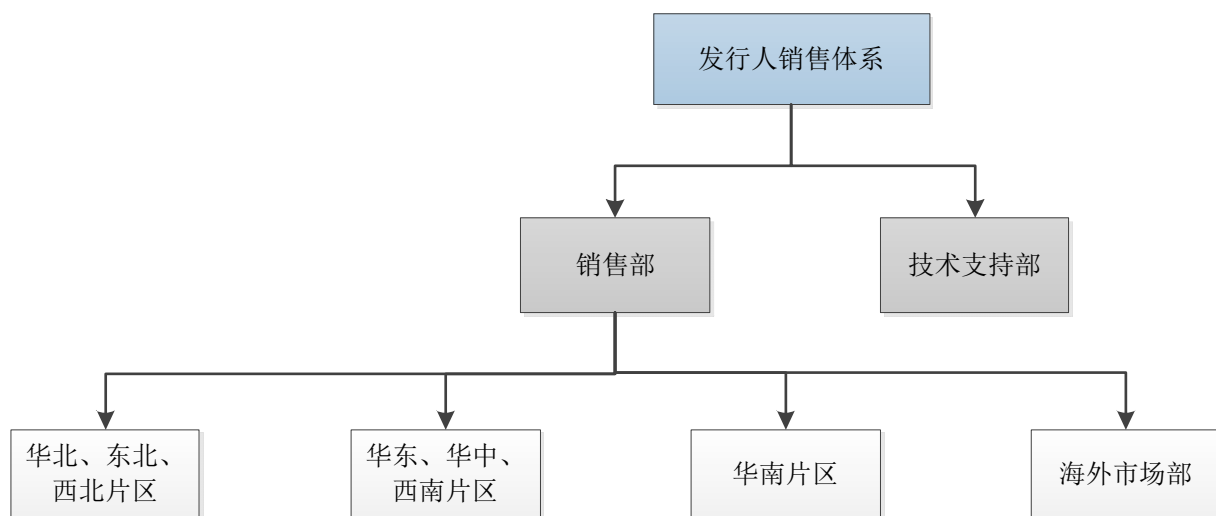 发行人销售体系
销售部
技术支持部
华北、东北、
西北片区
华东、华中、
西南片区
华南片区
海外市场部